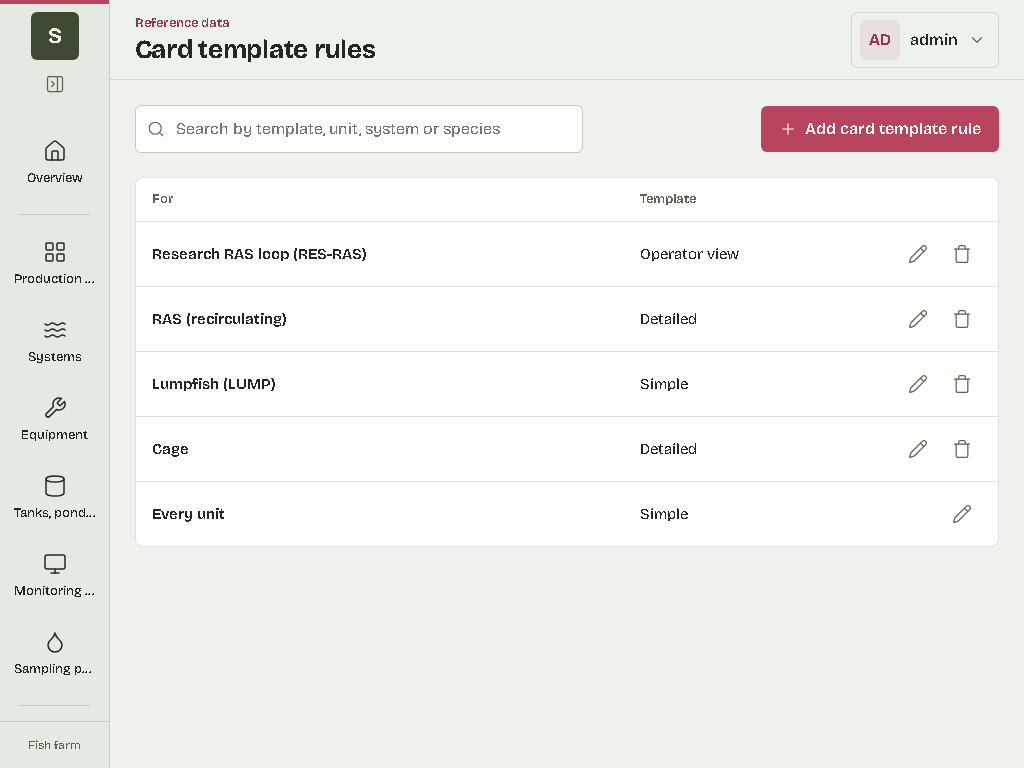 S
Reference data
Card template rules
AD
admin
Overview
Production ...
Systems
Equipment
Tanks, pond...
Monitoring ...
Sampling p...
Fish farm
Search by template, unit, system or species
Add card template rule
For
Template
Research RAS loop (RES-RAS)
Operator view
RAS (recirculating)
Detailed
Lumpfish (LUMP)
Simple
Cage
Detailed
Every unit
Simple